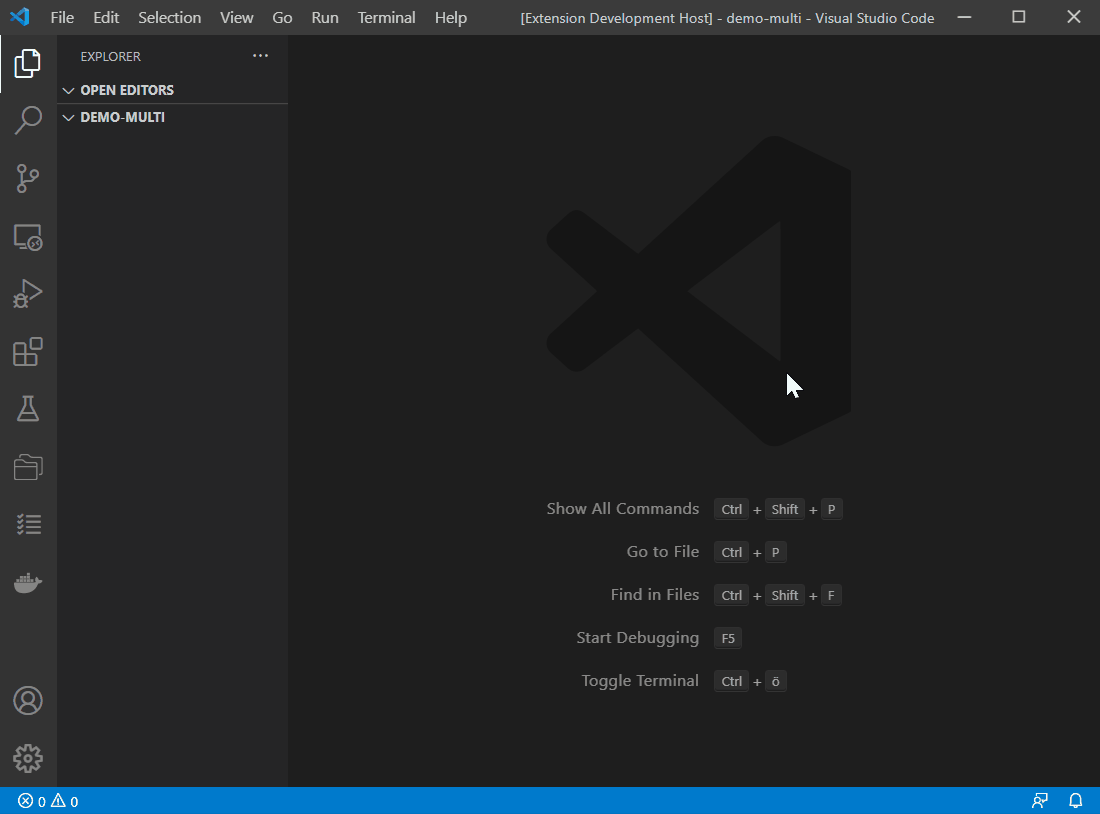 File Edit Selection View Go Run Terminal Help [Extension Development Host] - demo-multi - Visual Studio Code
EXPLORER
OPEN EDITORS
DEMO-MULTI
Show All Commands Ctrl + Shift + P
Go to File Ctrl + P
Find in Files Ctrl + Shift + F
Start Debugging F5
Toggle Terminal Ctrl + ö
0 0